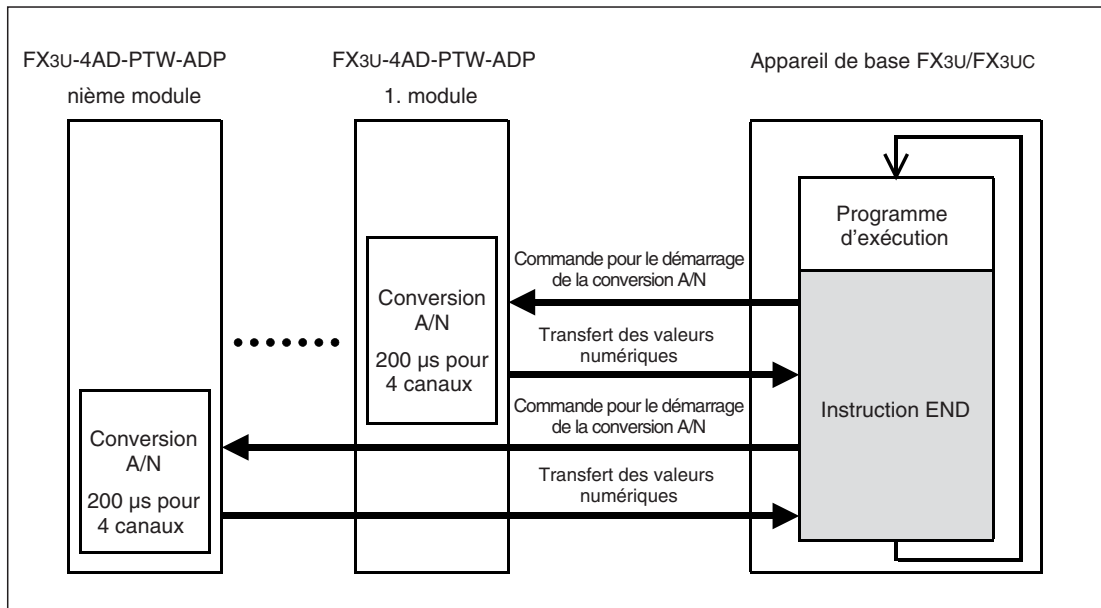 FX3U-4AD-PTW-ADP
nième module
FX3U-4AD-PTW-ADP
1. module
Appareil de base FX3U/FX3UC
Programme
d'exécution
Commande pour le démarrage
de la conversion A/N
Conversion
A/N
200 µs pour
4 canaux
Transfert des valeurs
numériques
Instruction END
Commande pour le démarrage
de la conversion A/N
Conversion
A/N
200 µs pour
4 canaux
Transfert des valeurs
numériques